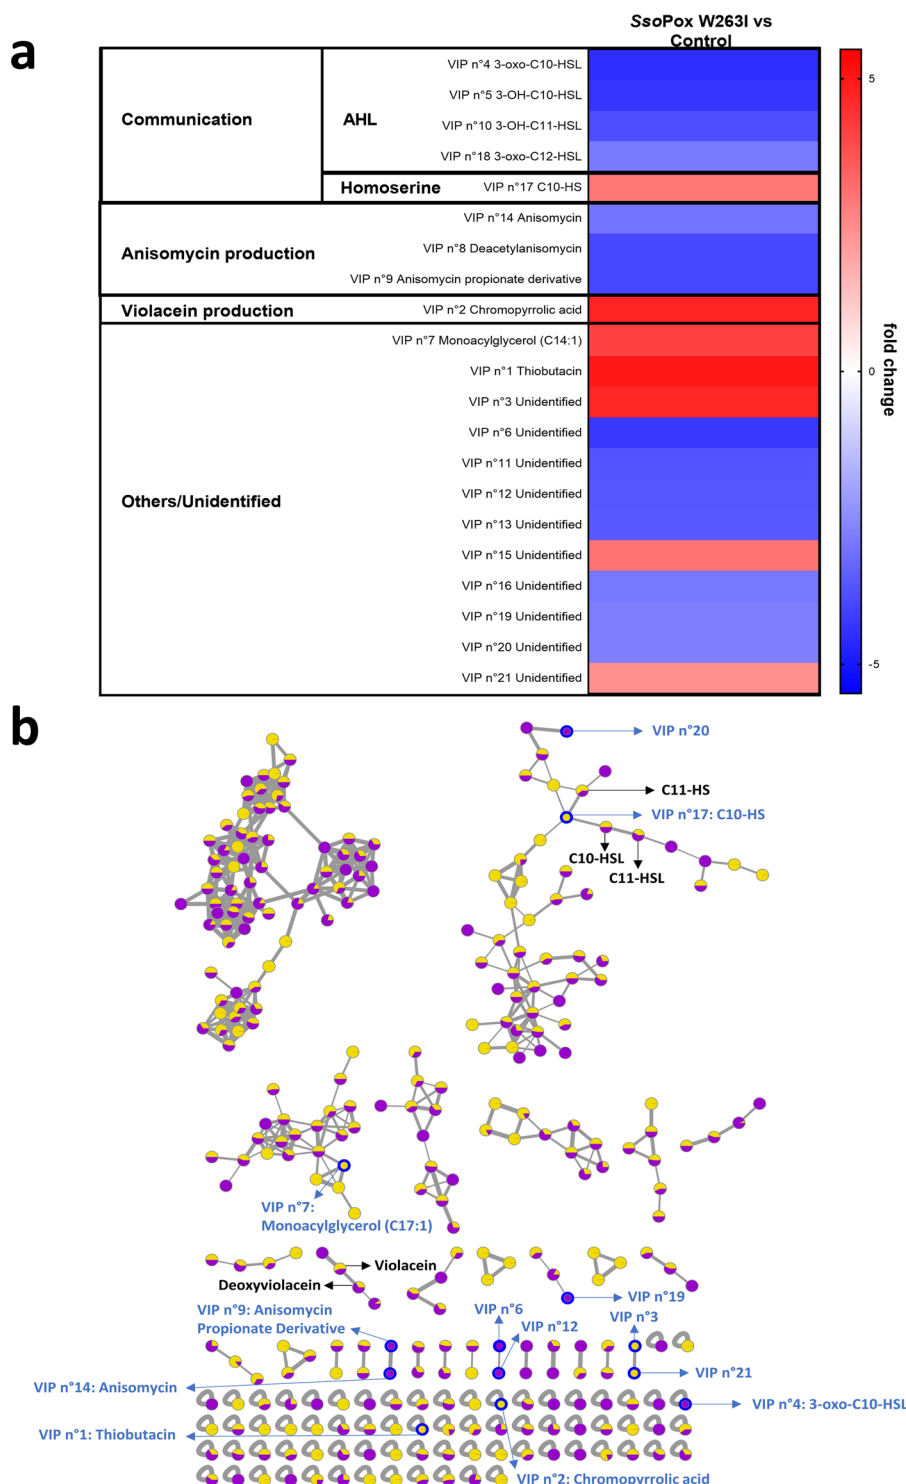 a
SsoPox W263I vs
Control
Communication
AHL
VIP n°4 3-oxo-C10-HSL
VIP n°5 3-OH-C10-HSL
VIP n°10 3-OH-C11-HSL
VIP n°18 3-oxo-C12-HSL
Homoserine
VIP n°17 C10-HS
Anisomycin production
VIP n°14 Anisomycin
VIP n°8 Deacetylanisomycin
VIP n°9 Anisomycin propionate derivative
Violacein production
VIP n°2 Chromopyrrolic acid
Others/Unidentified
VIP n°7 Monoacylglycerol (C14:1)
VIP n°1 Thiobutacin
VIP n°3 Unidentified
VIP n°6 Unidentified
VIP n°11 Unidentified
VIP n°12 Unidentified
VIP n°13 Unidentified
VIP n°15 Unidentified
VIP n°16 Unidentified
VIP n°19 Unidentified
VIP n°20 Unidentified
VIP n°21 Unidentified
5
0
-5
fold change
b
VIP n°20
C11-HS
VIP n°17: C10-HS
C10-HSL
C11-HSL
VIP n°7:
Monoacylglycerol (C17:1)
Violacein
Deoxyviolacein
VIP n°9: Anisomycin
Propionate Derivative
VIP n°6
VIP n°12
VIP n°19
VIP n°3
VIP n°21
VIP n°14: Anisomycin
VIP n°4: 3-oxo-C10-HSL
VIP n°1: Thiobutacin
VIP n°2: Chromopyrrolic acid